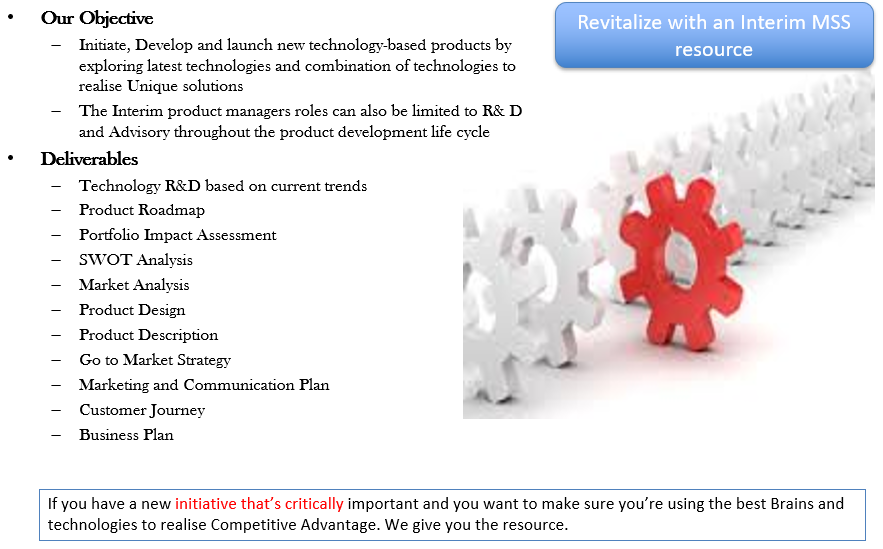 • Our Objective
– Initiate, Develop and launch new technology-based products by
exploring latest technologies and combination of technologies to
realise Unique solutions
– The Interim product managers roles can also be limited to R& D
and Advisory throughout the product development life cycle
• Deliverables
– Technology R&D based on current trends
– Product Roadmap
– Portfolio Impact Assessment
– SWOT Analysis
– Market Analysis
– Product Design
– Product Description
– Go to Market Strategy
– Marketing and Communication Plan
– Customer Journey
– Business Plan
Revitalize with an Interim MSS
resource
If you have a new initiative that’s critically important and you want to make sure you’re using the best Brains and
technologies to realise Competitive Advantage. We give you the resource.